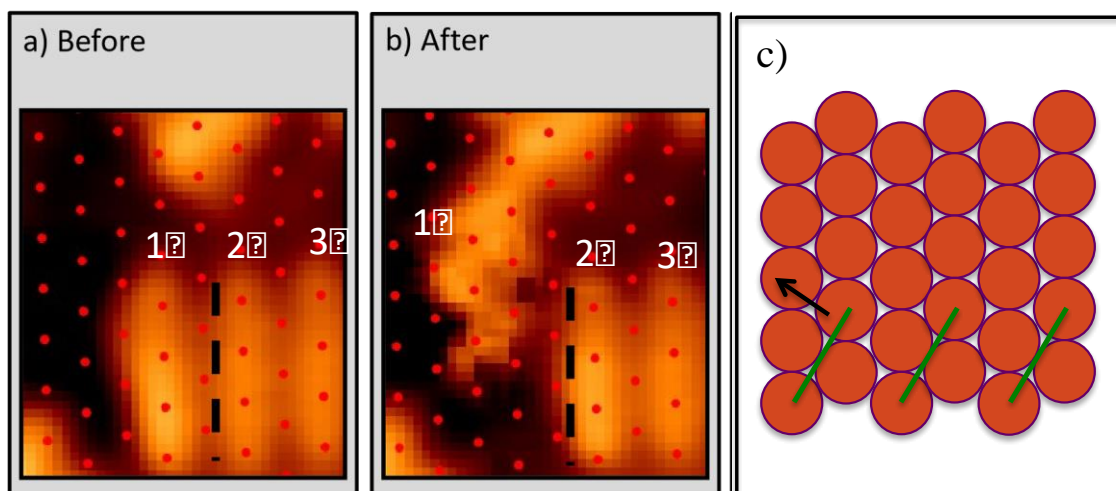 a) Before
1⍰ 2⍰ 3⍰
b) After
1⍰
2⍰ 3⍰
c)